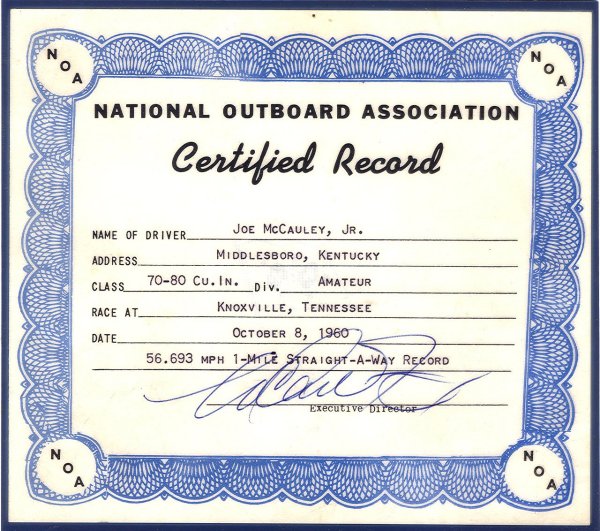 NOA NOA
NATIONAL OUTBOARD ASSOCIATION
Certified Record
NAME OF DRIVER JOE MCCAULEY, JR.
ADDRESS MIDDLESBORO, KENTUCKY
CLASS 70-80 CU.IN. Div. AMATEUR
RACE AT KNOXVILLE, TENNESSEE
DATE OCTOBER 8, 1960
56.693 MPH 1-MILE STRAIGHT-A-WAY RECORD
Executive Director
NOA NOA